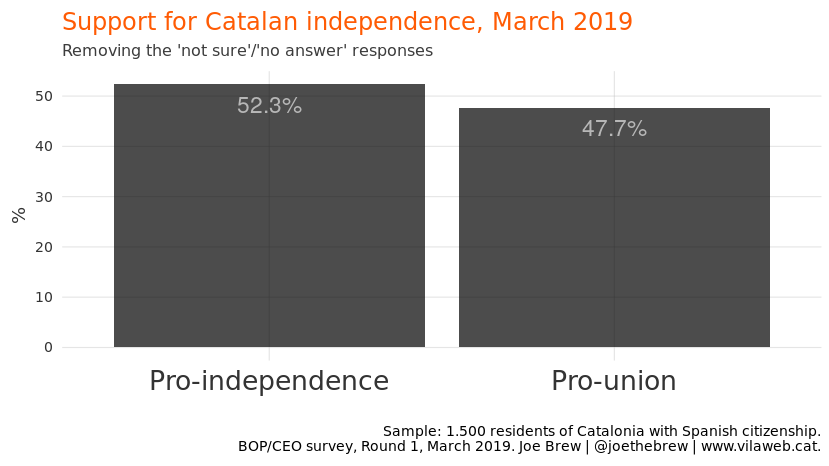 Support for Catalan independence, March 2019
Removing the 'not sure'/'no answer' responses
%
50
40
30
20
10
0
52.3%
47.7%
Pro-independence
Pro-union
Sample: 1.500 residents of Catalonia with Spanish citizenship.
BOP/CEO survey, Round 1, March 2019. Joe Brew | @joethebrew | www.vilaweb.cat.